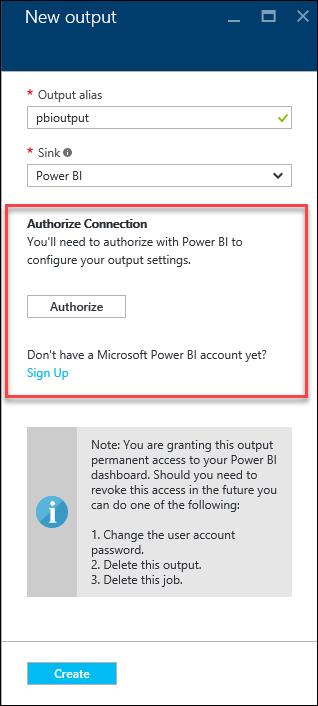 New output
* Output alias
pbioutput
* Sink
Power BI
Authorize Connection
You'll need to authorize with Power BI to
configure your output settings.
Authorize
Don't have a Microsoft Power BI account yet?
Sign Up
Note: You are granting this output
permanent access to your Power BI
dashboard. Should you need to
revoke this access in the future you
can do one of the following:
1. Change the user account
password.
2. Delete this output.
3. Delete this job.
Create